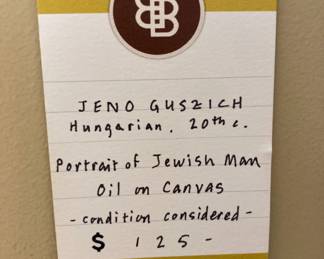 JENO GUSZICH
Hungarian, 20th c.
Portrait of Jewish Man
Oil on Canvas
- condition considered -
$ 125 -